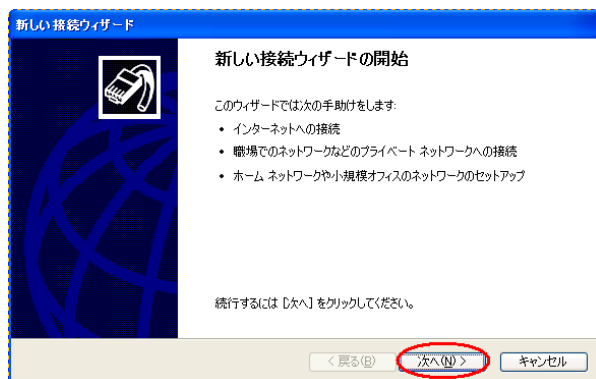 新しい接続ウィザード
新しい接続ウィザードの開始
このウィザードでは次の手助けをします:
• インターネットへの接続
• 職場でのネットワークなどのプライベート ネットワークへの接続
• ホーム ネットワークや小規模オフィスのネットワークのセットアップ
続行するには [次へ] をクリックしてください。
< 戻る(B) 次へ(N) > キャンセル